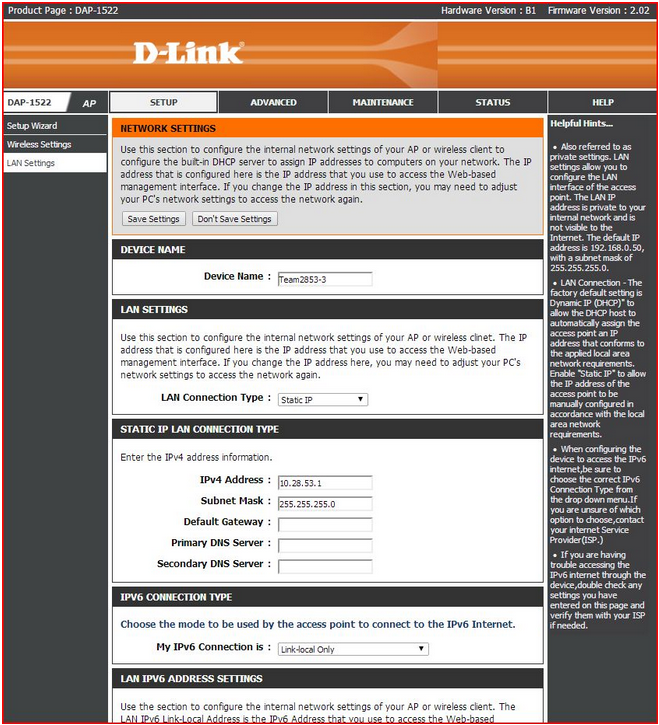 Product Page : DAP-1522
Hardware Version : B1 Firmware Version : 2.02
D-Link
DAP-1522 AP SETUP ADVANCED MAINTENANCE STATUS HELP
Setup Wizard
Wireless Settings
LAN Settings
NETWORK SETTINGS
Use this section to configure the internal network settings of your AP or wireless client to
configure the built-in DHCP server to assign IP addresses to computers on your network. The IP
address that is configured here is the IP address that you use to access the Web-based
management interface. If you change the IP address in this section, you may need to adjust
your PC's network settings to access the network again.
Save Settings Don't Save Settings
DEVICE NAME
Device Name : Team2853-3
LAN SETTINGS
Use this section to configure the internal network settings of your AP or wireless clinet. The IP
address that is configured here is the IP address that you use to access the Web-based
management interface. If you change the IP address here, you may need to adjust your PC's
network settings to access the network again.
LAN Connection Type : Static IP
STATIC IP LAN CONNECTION TYPE
Enter the IPv4 address information.
IPv4 Address : 10.28.53.1
Subnet Mask : 255.255.255.0
Default Gateway :
Primary DNS Server :
Secondary DNS Server :
IPV6 CONNECTION TYPE
Choose the mode to be used by the access point to connect to the IPv6 Internet.
My IPv6 Connection is : Link-local Only
LAN IPV6 ADDRESS SETTINGS
Use the section to configure the internal network settings of your AP or wireless client. The
LAN IPv6 Link-Local Address is the IPv6 Address that you use to access the Web-based
Helpful Hints...
• Also referred to as
private settings. LAN
settings allow you to
configure the LAN
interface of the access
point. The LAN IP
address is private to your
internal network and is
not visible to the
Internet. The default IP
address is 192.168.0.50,
with a subnet mask of
255.255.255.0.
• LAN Connection - The
factory default setting is
Dynamic IP (DHCP)" to
allow the DHCP host to
automatically assign the
access point an IP
address that conforms to
the applied local area
network requirements.
Enable "Static IP" to allow
the IP address of the
access point to be
manually configured in
accordance with the local
area network
requirements.
• When configuring the
device to access the IPv6
internet,be sure to
choose the correct IPv6
Connection Type from
the drop down menu.If
you are unsure of which
option to choose,contact
your internet Service
Provider(ISP.)
• If you are having
trouble accessing the
IPv6 internet through the
device,double check any
settings you have
entered on this page and
verify them with your ISP
if needed.